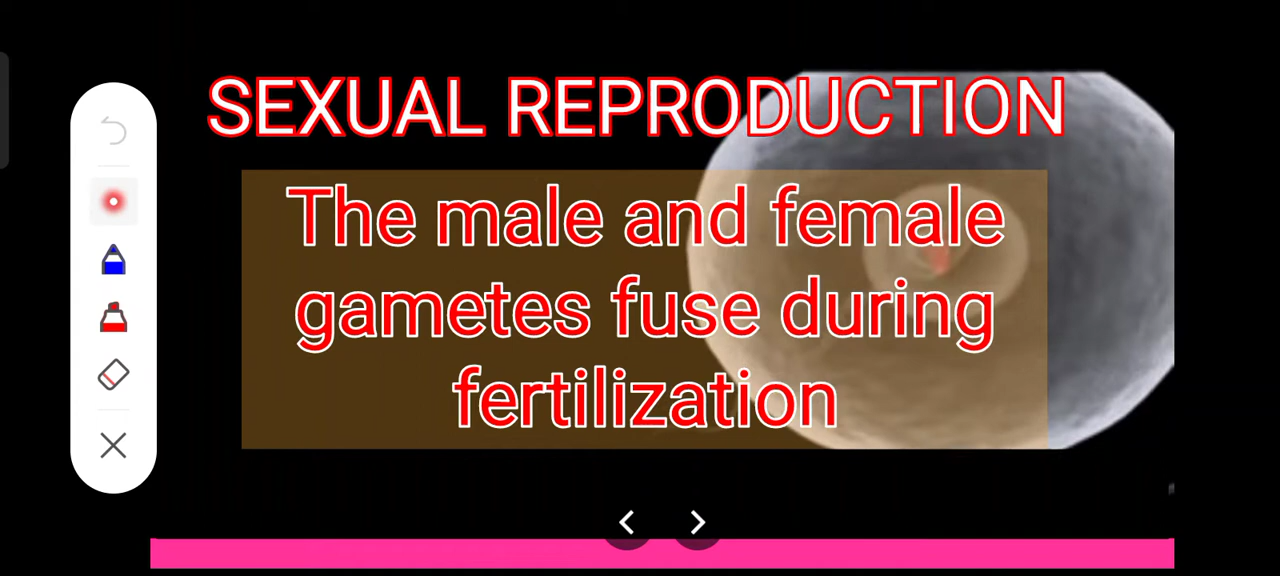 SEXUAL REPRODUCTION
The male and female
gametes fuse during
fertilization